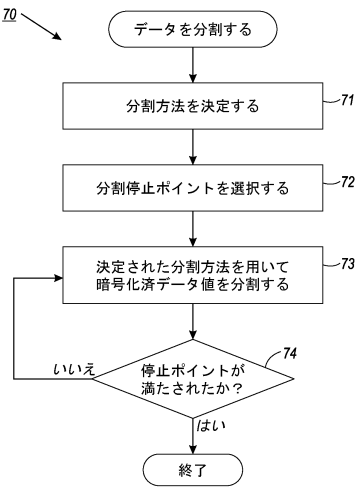 70
データを分割する
分割方法を決定する
71
分割停止ポイントを選択する
72
決定された分割方法を用いて
暗号化済データ値を分割する
73
停止ポイントが
満たされたか?
74
いいえ
はい
終了